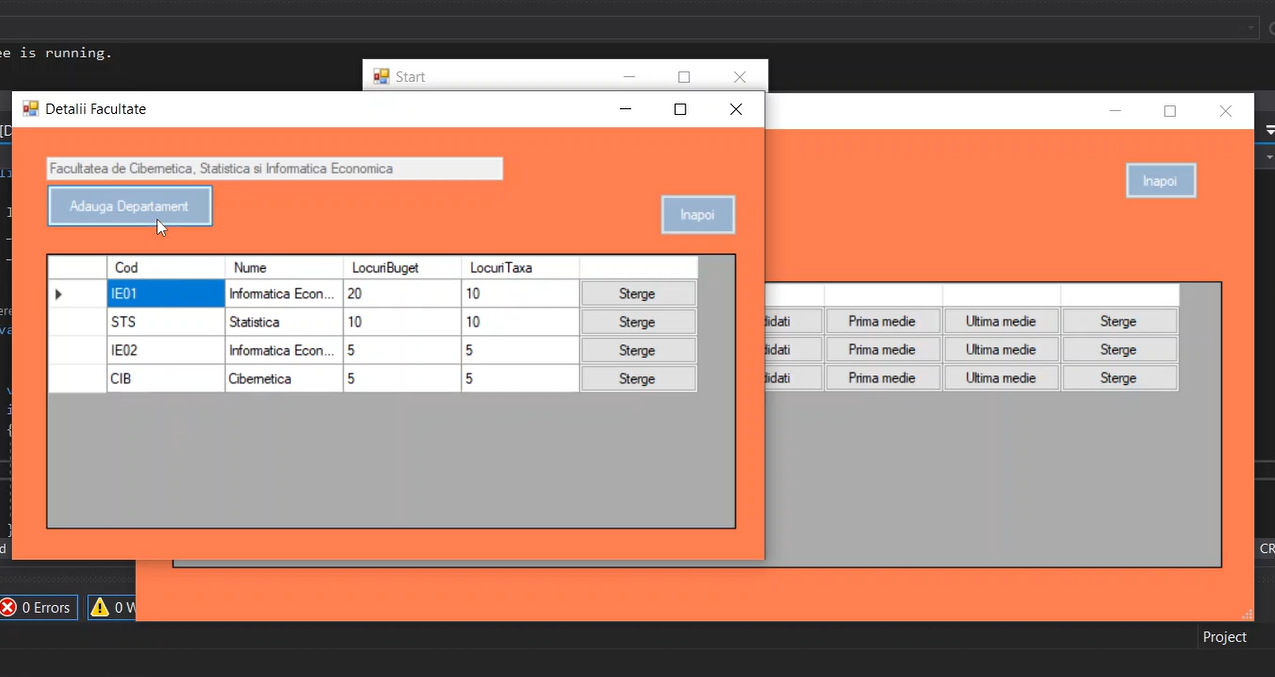 ee is running.
Start
Detalii Facultate
Facultatea de Cibernetica, Statistica si Informatica Economica
Adauga Departament
Inapoi
Inapoi
Cod Nume LocuriBuget LocuriTaxa
IE01 Informatica Econ... 20 10 Sterge
STS Statistica 10 10 Sterge
IE02 Informatica Econ... 5 5 Sterge
CIB Cibernetica 5 5 Sterge
didati Prima medie Ultima medie Sterge
didati Prima medie Ultima medie Sterge
didati Prima medie Ultima medie Sterge
0 Errors
0 W
CR
Project